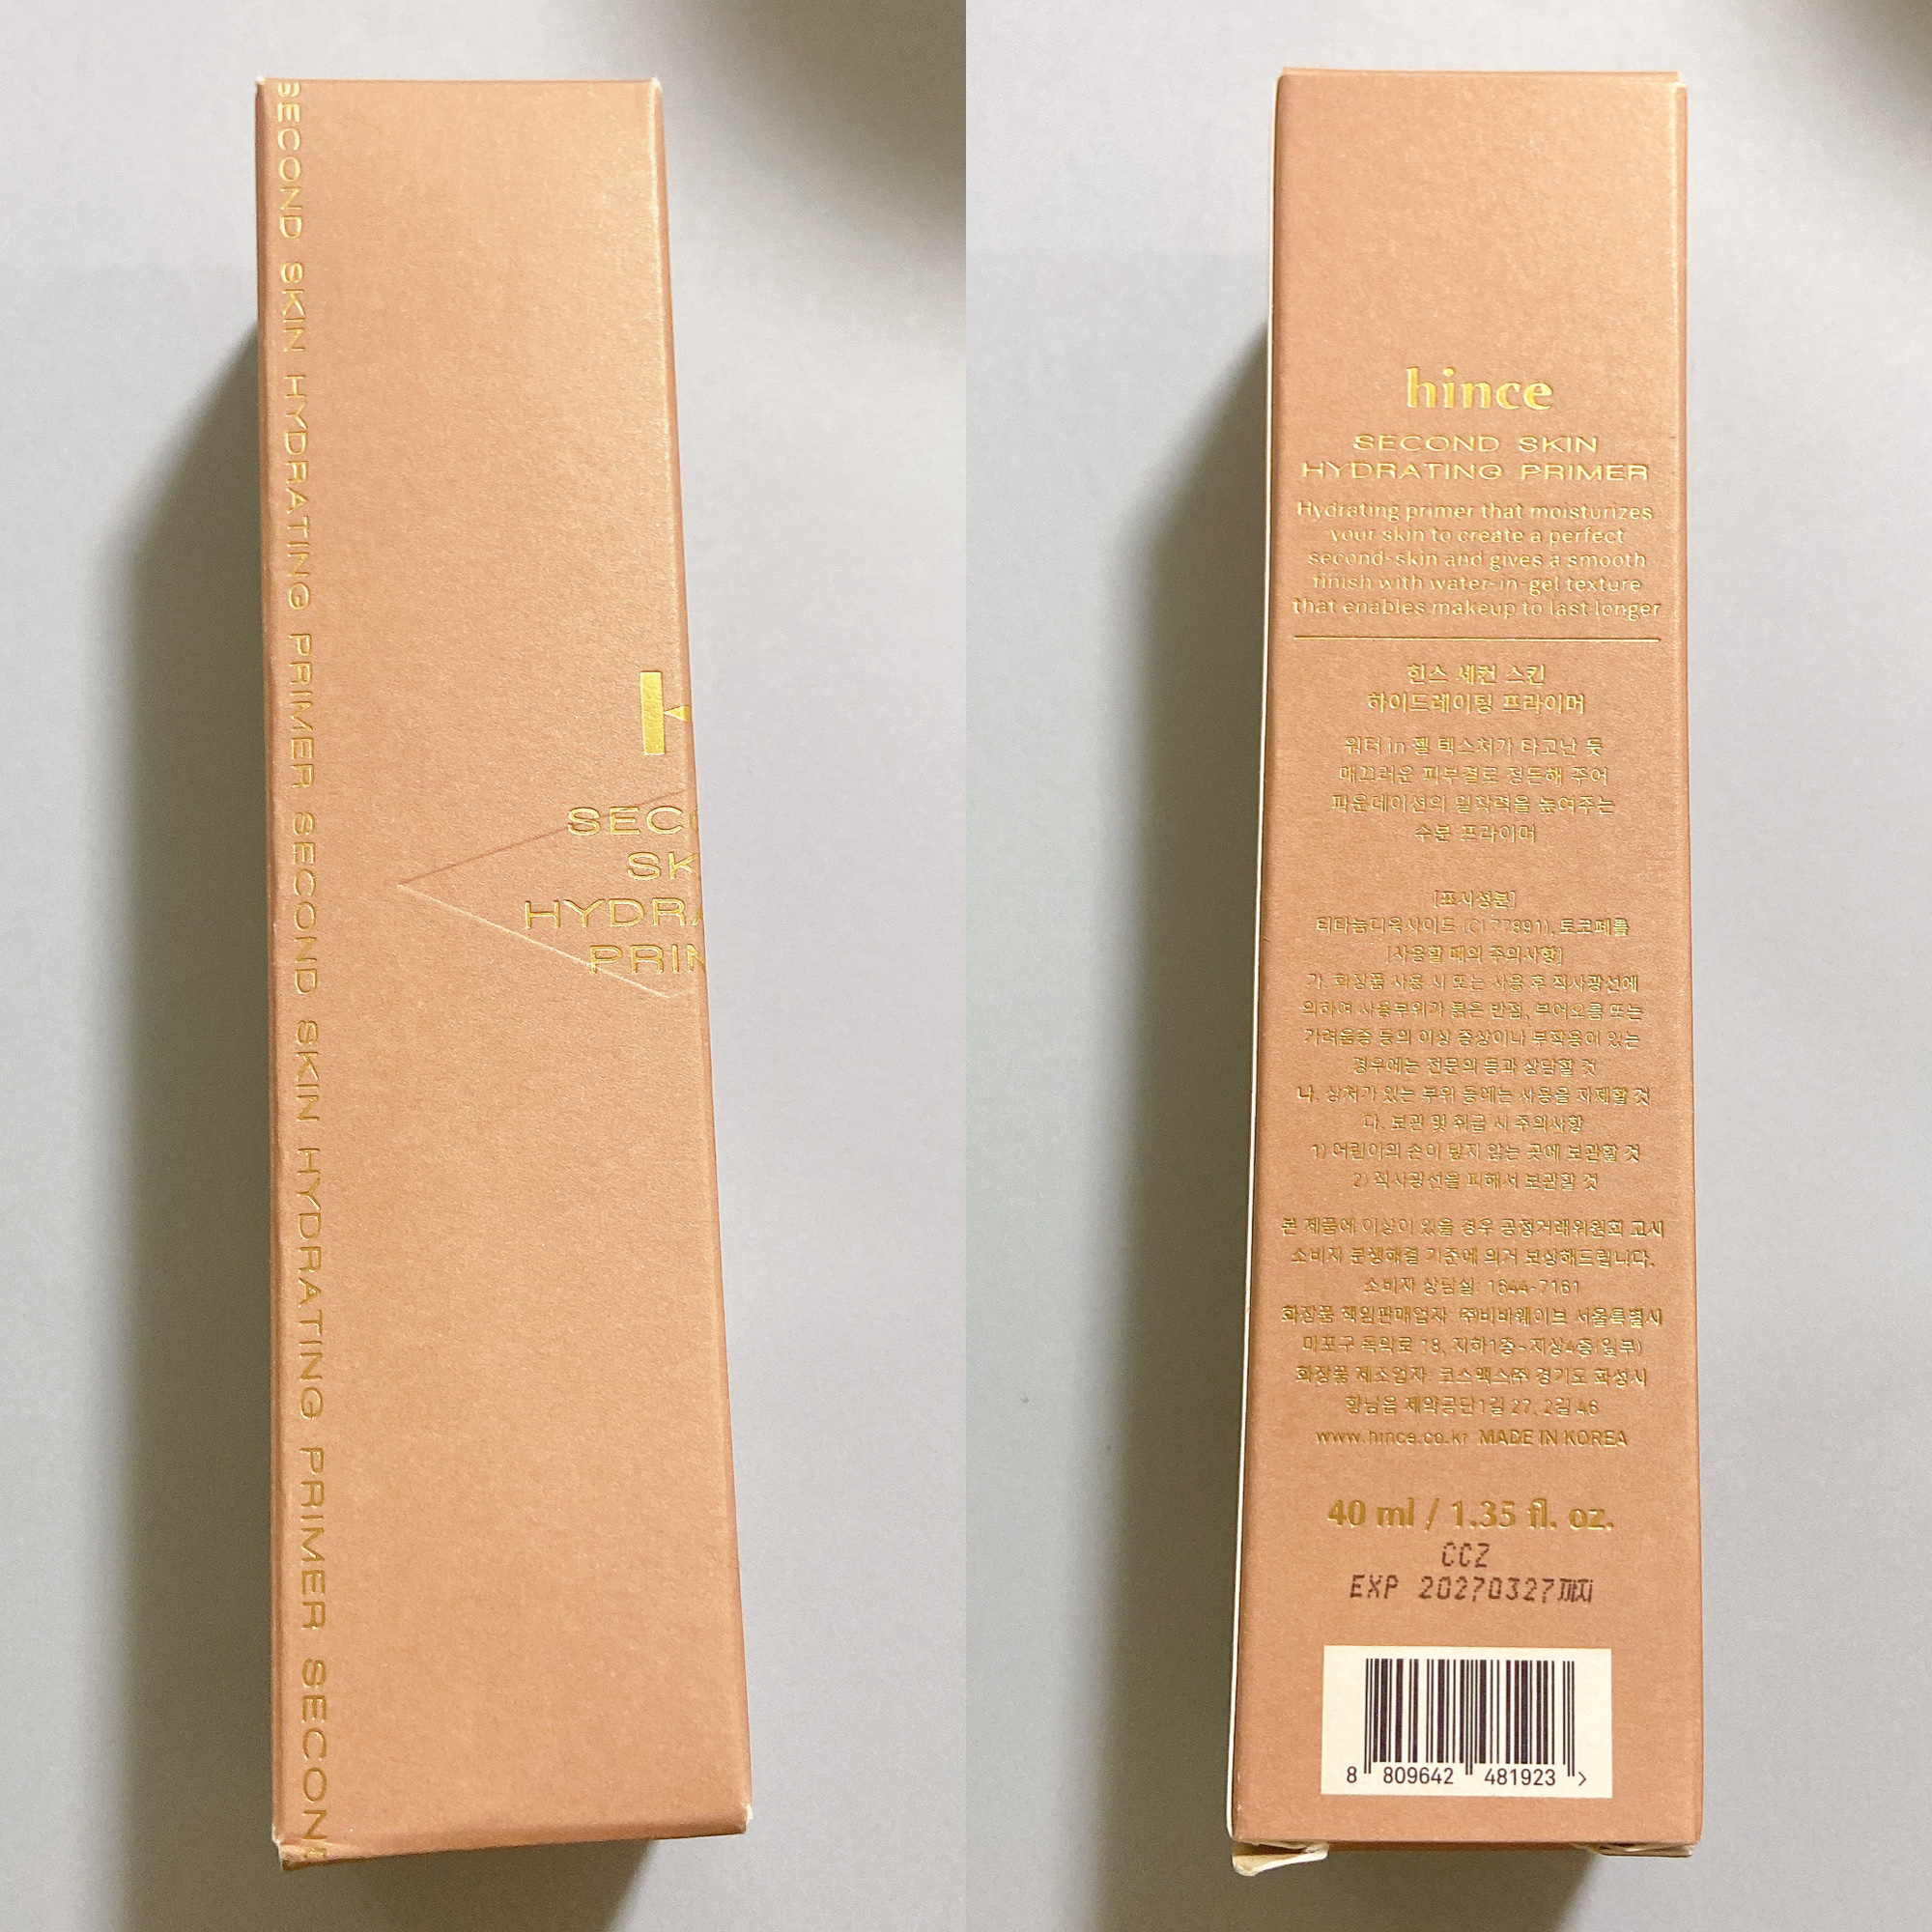 SECOND SKIN HYDRATING PRIMER SECOND SKIN HYDRATING PRIMER SECON
H
SEC
SK
HYDRA
PRIM
hince
SECOND SKIN
HYDRATING PRIMER
Hydrating primer that moisturizes
your skin to create a perfect
second-skin and gives a smooth
finish with water-in-gel texture
that enables makeup to last longer
힌스 세컨 스킨
하이드레이팅 프라이머
워터 in 젤 텍스처가 타고난 듯
매끄러운 피부결로 정돈해 주어
파운데이션의 밀착력을 높여주는
수분 프라이머
[표시성분]
티타늄디옥사이드 (CI 77891), 토코페롤
[사용할 때의 주의사항]
가. 화장품 사용 시 또는 사용 후 직사광선에
의하여 사용부위가 붉은 반점, 부어오름 또는
가려움증 등의 이상 증상이나 부작용이 있는
경우에는 전문의 등과 상담할 것
나. 상처가 있는 부위 등에는 사용을 자제할 것
다. 보관 및 취급 시 주의사항
1) 어린이의 손이 닿지 않는 곳에 보관할 것
2) 직사광선을 피해서 보관할 것
본 제품에 이상이 있을 경우 공정거래위원회 고시
소비자 분쟁해결 기준에 의거 보상해드립니다.
소비자 상담실: 1644-7161
화장품 책임판매업자: ㈜비바웨이브 서울특별시
마포구 독막로 18, 지하1층~지상4층(일부)
화장품 제조업자: 코스맥스㈜ 경기도 화성시
향남읍 제약공단1길 27, 2길 46
www.hince.co.kr MADE IN KOREA
40 ml / 1.35 fl. oz.
CCZ
EXP 20270327까지
8 809642 481923 >